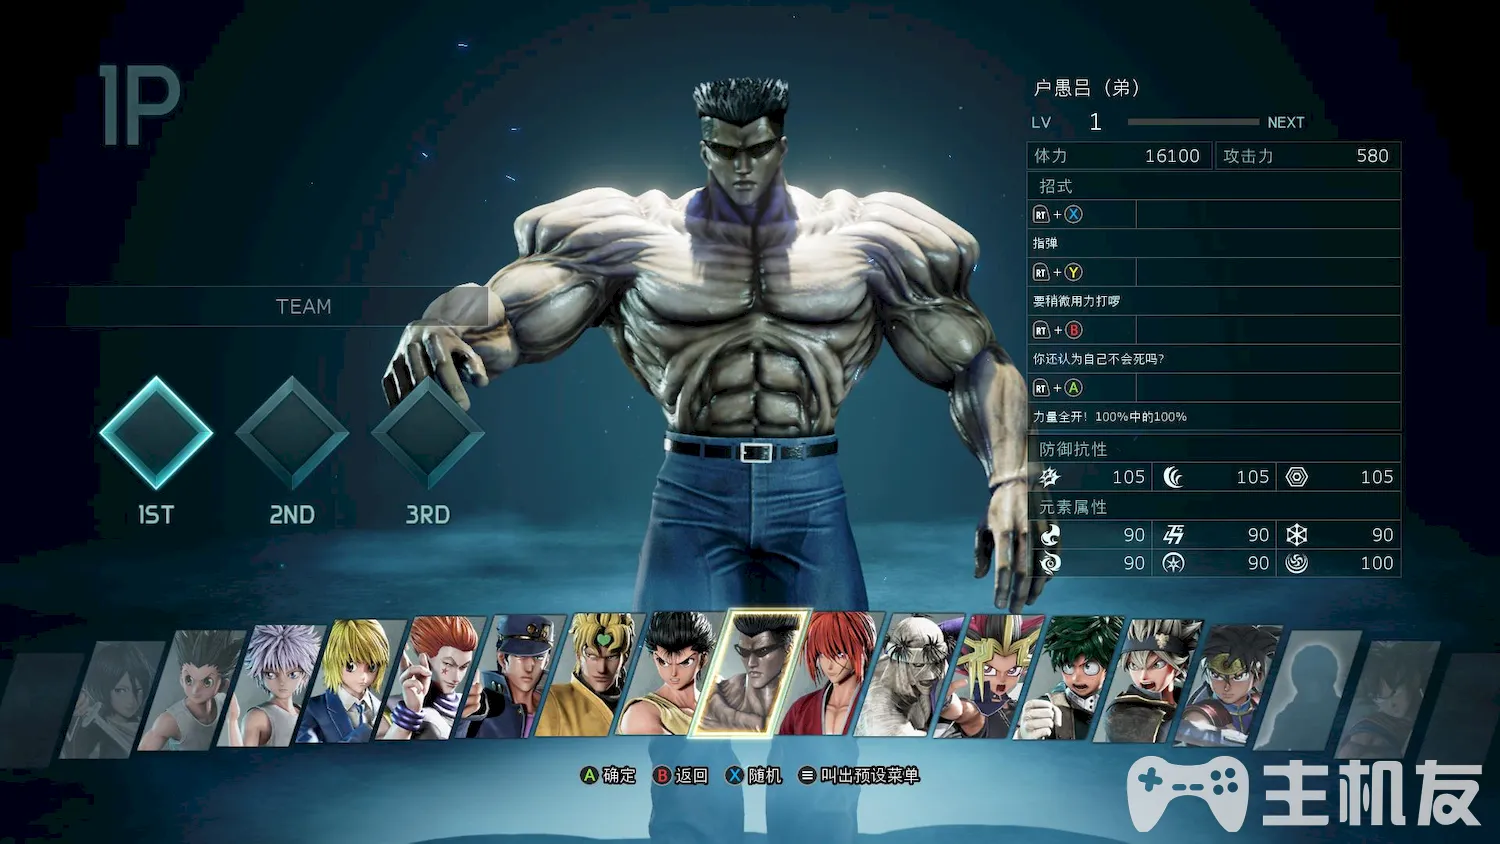 1P
户愚吕（弟）
LV 1 NEXT
体力 16100 攻击力 580
招式
RT + X
指弹
RT + Y
要稍微用力打啰
RT + B
你还认为自己不会死吗?
RT + A
力量全开! 100%中的100%
防御抗性
105 105 105
元素属性
90 90 90
90 90 100
TEAM
1ST 2ND 3RD
A 确定 B 返回 X 随机 ≡ 叫出预设菜单
主机友